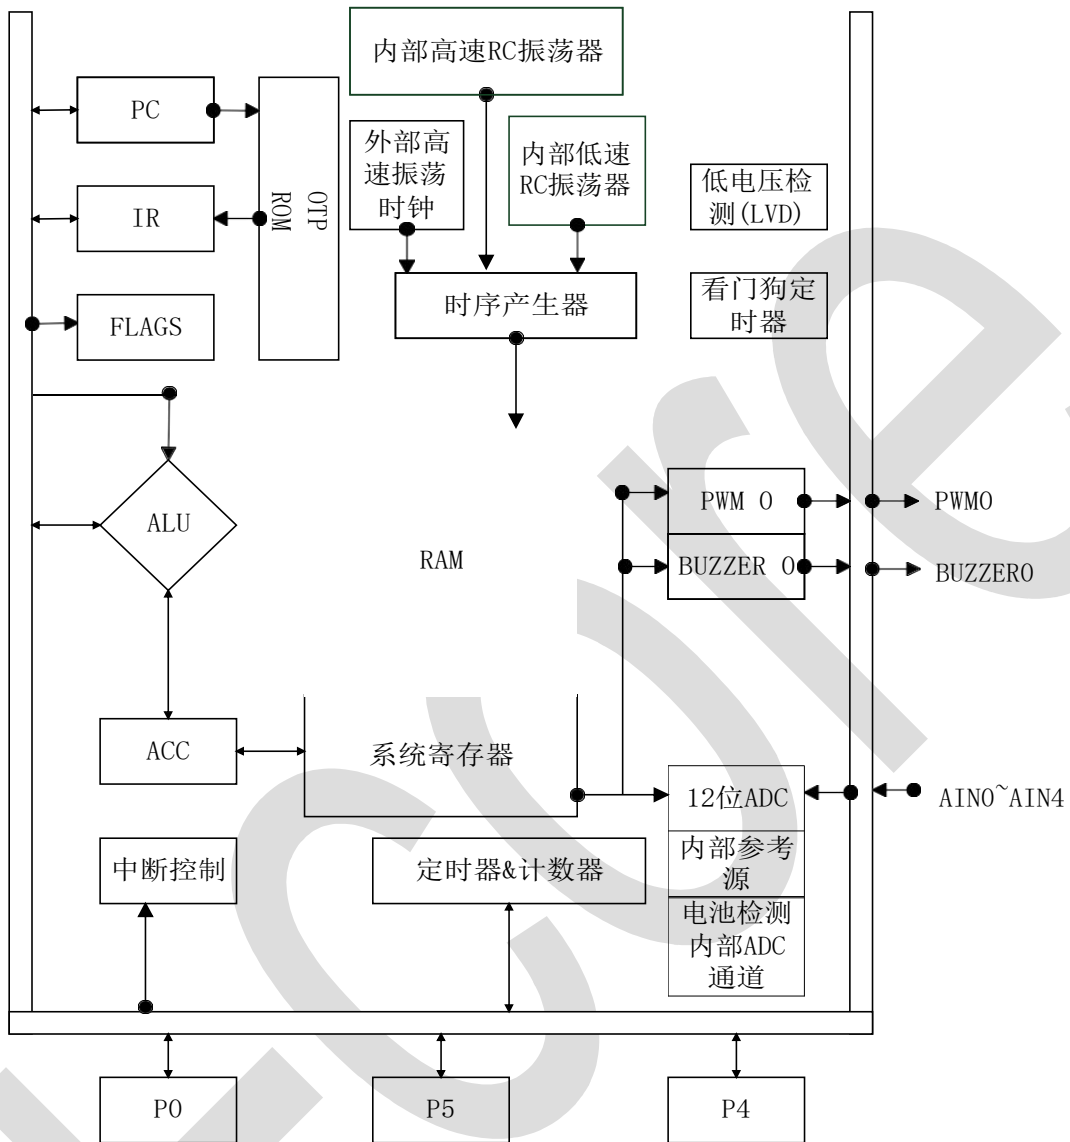 内部高速RC振荡器
PC
外部高
速振荡
时钟
内部低速
RC振荡器
OTP
ROM
低电压检
测(LVD)
IR
时序产生器
看门狗定
时器
FLAGS
ALU
RAM
PWM 0
PWM0
BUZZER 0
BUZZER0
ACC
系统寄存器
12位ADC
AIN0~AIN4
中断控制
定时器&计数器
内部参考
源
电池检测
内部ADC
通道
P0
P5
P4